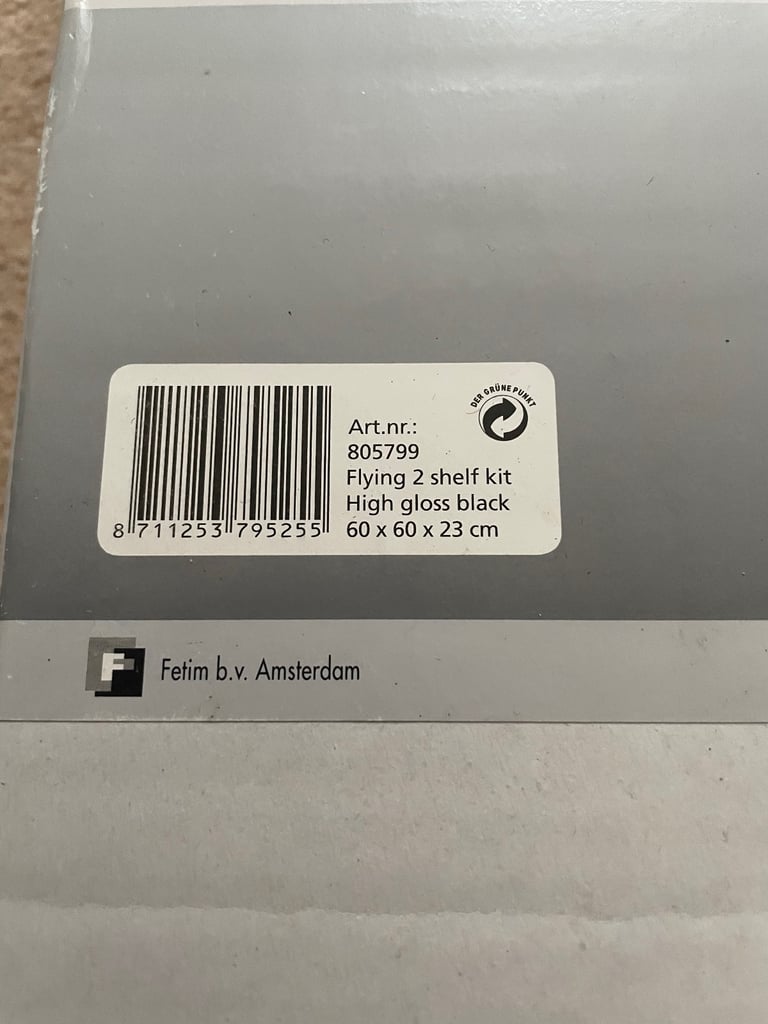 DER GRÜNE PUNKT
Art.nr.:
805799
Flying 2 shelf kit
High gloss black
60 x 60 x 23 cm
8 711253 795255
F
Fetim b.v. Amsterdam